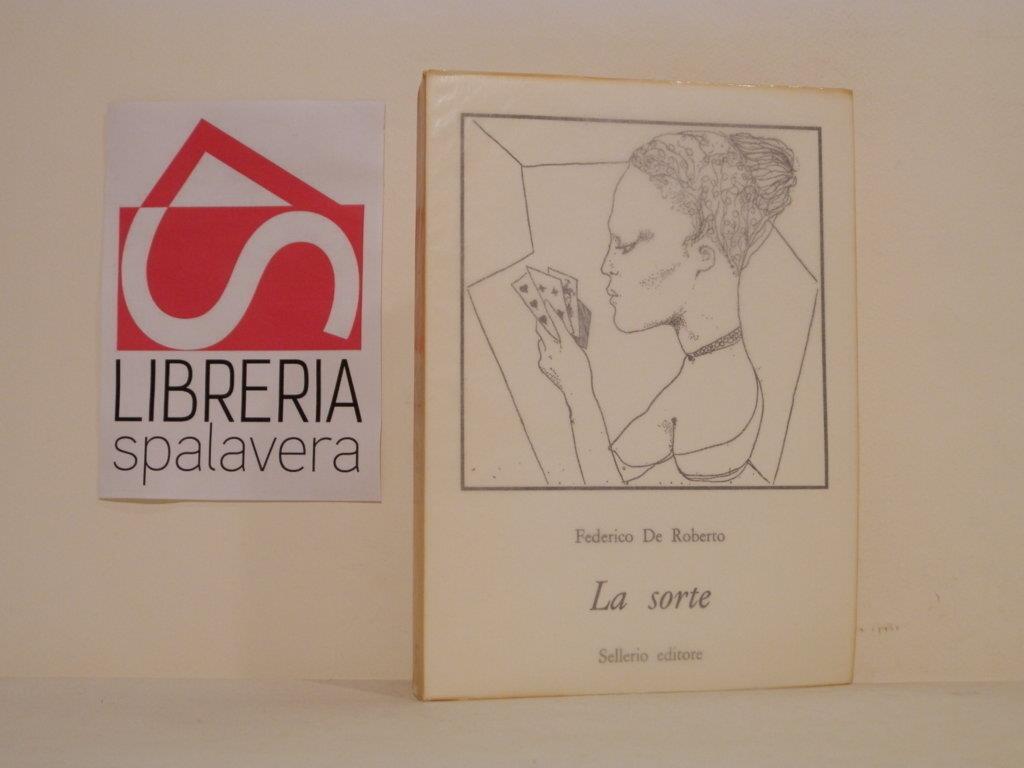 LIBRERIA
spalavera
Federico De Roberto
La sorte
Sellerio editore